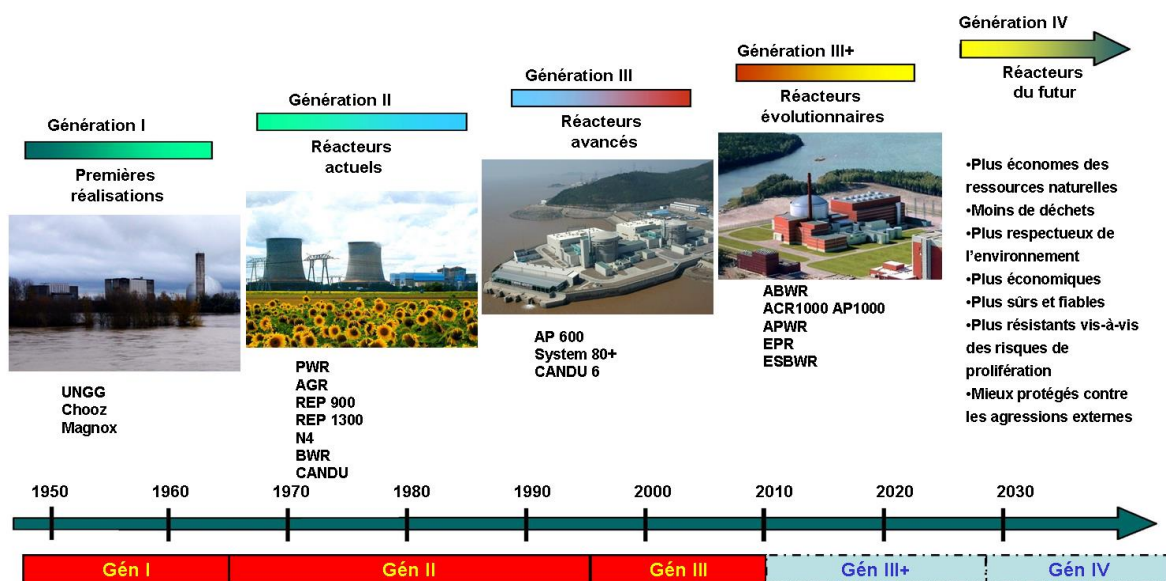 Génération I
Premières
réalisations
UNGG
Chooz
Magnox
Génération II
Réacteurs
actuels
PWR
AGR
REP 900
REP 1300
N4
BWR
CANDU
Génération III
Réacteurs
avancés
AP 600
System 80+
CANDU 6
Génération III+
Réacteurs
évolutionnaires
ABWR
ACR1000 AP1000
APWR
EPR
ESBWR
Génération IV
Réacteurs
du futur
•Plus économes des
ressources naturelles
•Moins de déchets
•Plus respectueux de
l'environnement
•Plus économiques
•Plus sûrs et fiables
•Plus résistants vis-à-vis
des risques de
prolifération
•Mieux protégés contre
les agressions externes
1950 1960 1970 1980 1990 2000 2010 2020 2030
Gén I Gén II Gén III Gén III+ Gén IV